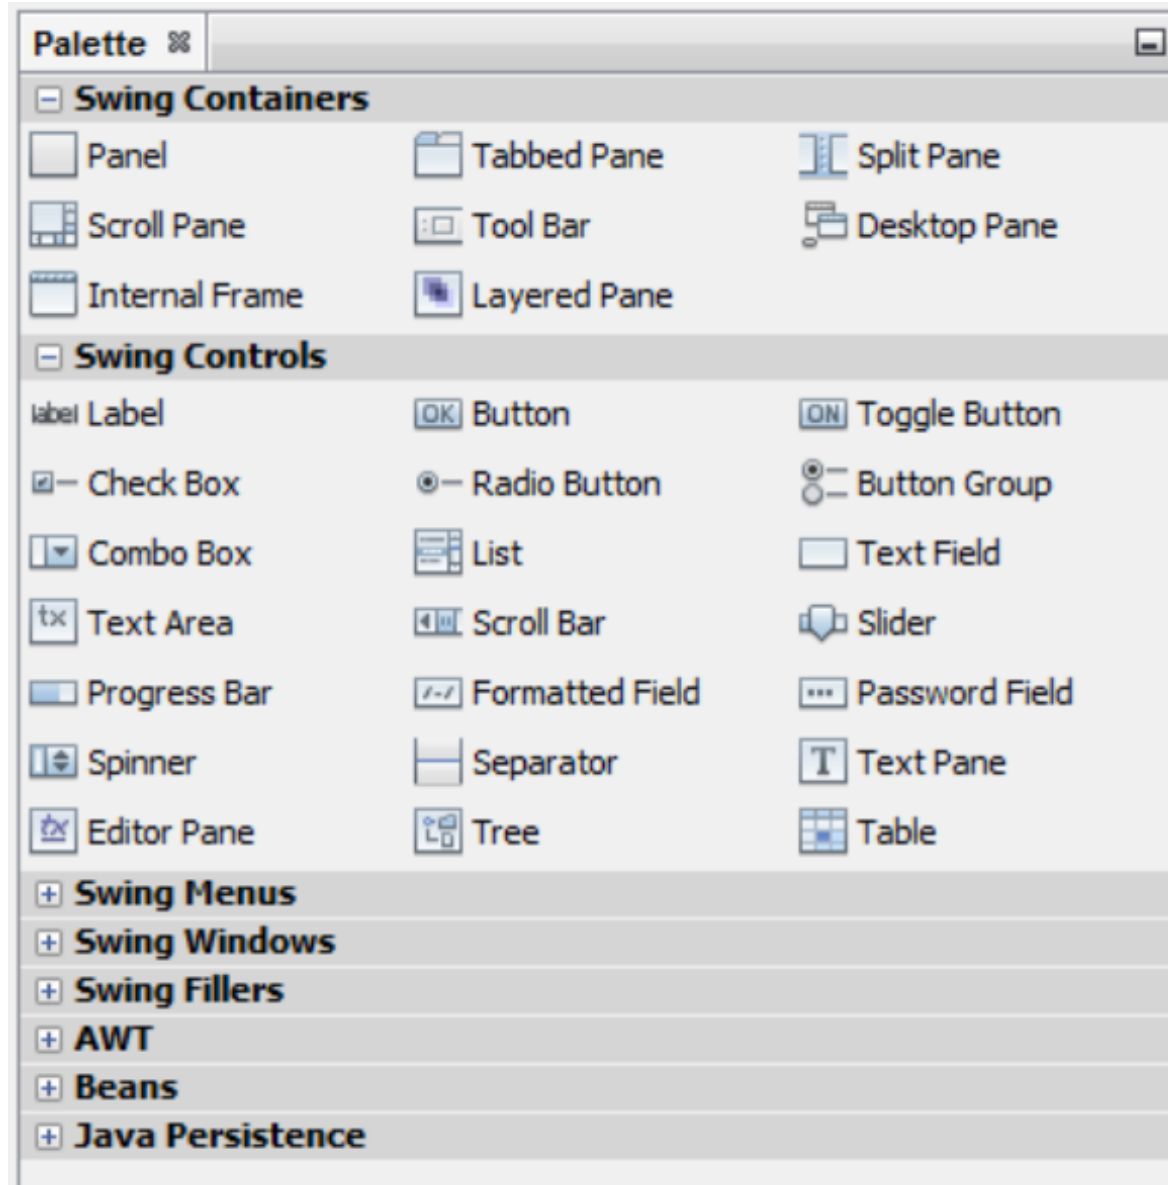 Palette
Swing Containers
Panel Tabbed Pane Split Pane
Scroll Pane Tool Bar Desktop Pane
Internal Frame Layered Pane
Swing Controls
label Label OK Button ON Toggle Button
Check Box Radio Button Button Group
Combo Box List Text Field
tx Text Area Scroll Bar Slider
Progress Bar Formatted Field Password Field
Spinner Separator T Text Pane
tx Editor Pane Tree Table
Swing Menus
Swing Windows
Swing Fillers
AWT
Beans
Java Persistence